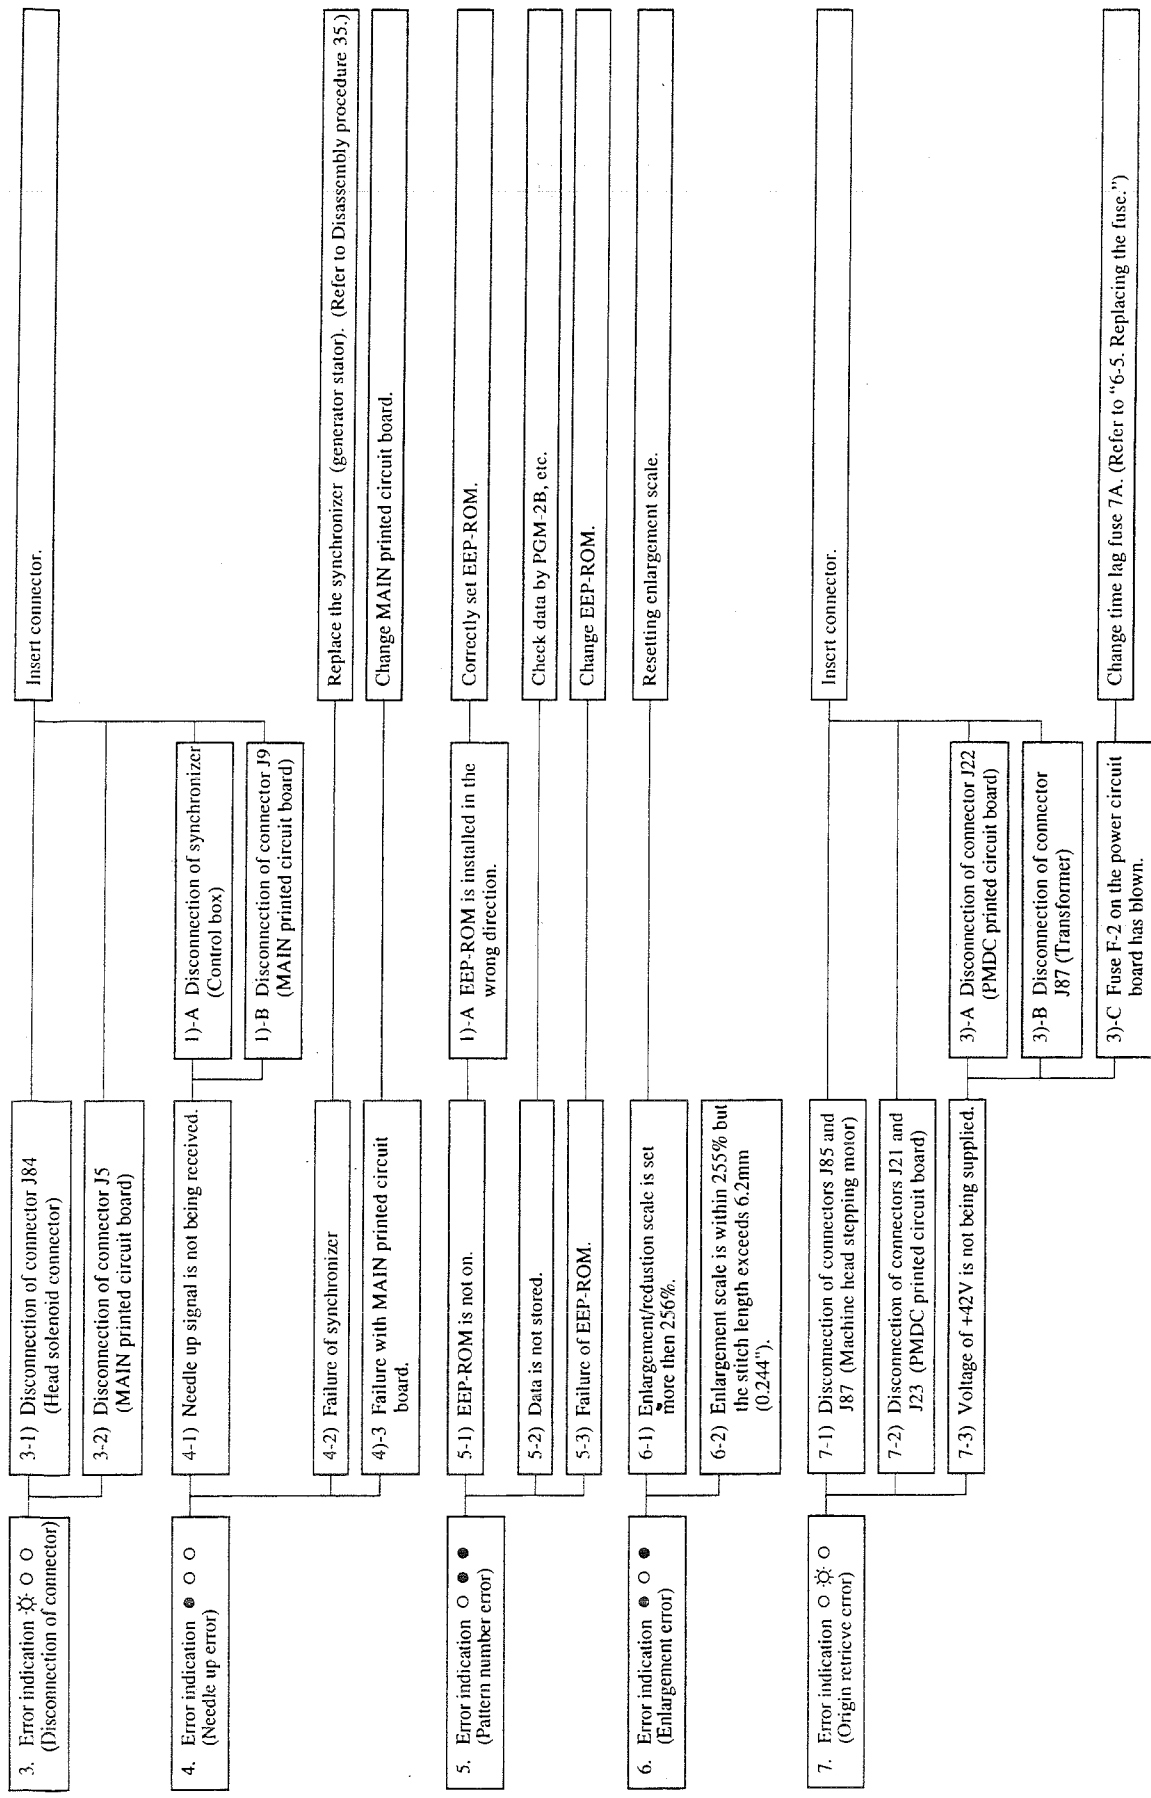 3. Error indication ☼ ○ ○
(Disconnection of connector)
3-1) Disconnection of connector J84
(Head solenoid connector)
3-2) Disconnection of connector J5
(MAIN printed circuit board)
Insert connector.
4. Error indication ● ○ ○
(Needle up error)
4-1) Needle up signal is not being received.
1)-A Disconnection of synchronizer
(Control box)
1)-B Disconnection of connector J9
(MAIN printed circuit board)
4-2) Failure of synchronizer
Replace the synchronizer (generator stator). (Refer to Disassembly procedure 35.)
4)-3 Failure with MAIN printed circuit
board.
Change MAIN printed circuit board.
5. Error indication ○ ● ●
(Pattern number error)
5-1) EEP-ROM is not on.
1)-A EEP-ROM is installed in the
wrong direction.
Correctly set EEP-ROM.
5-2) Data is not stored.
Check data by PGM-2B, etc.
5-3) Failure of EEP-ROM.
Change EEP-ROM.
6. Error indication ● ○ ●
(Enlargement error)
6-1) Enlargement/redustion scale is set
more then 256%.
6-2) Enlargement scale is within 255% but
the stitch length exceeds 6.2mm
(0.244").
Resetting enlargement scale.
7. Error indication ○ ☼ ○
(Origin retrieve error)
7-1) Disconnection of connectors J85 and
J87 (Machine head stepping motor)
7-2) Disconnection of connectors J21 and
J23 (PMDC printed circuit board)
7-3) Voltage of +42V is not being supplied.
3)-A Disconnection of connector J22
(PMDC printed circuit board)
3)-B Disconnection of connector
J87 (Transformer)
Insert connector.
3)-C Fuse F-2 on the power circuit
board has blown.
Change time lag fuse 7A. (Refer to "6-5. Replacing the fuse.")